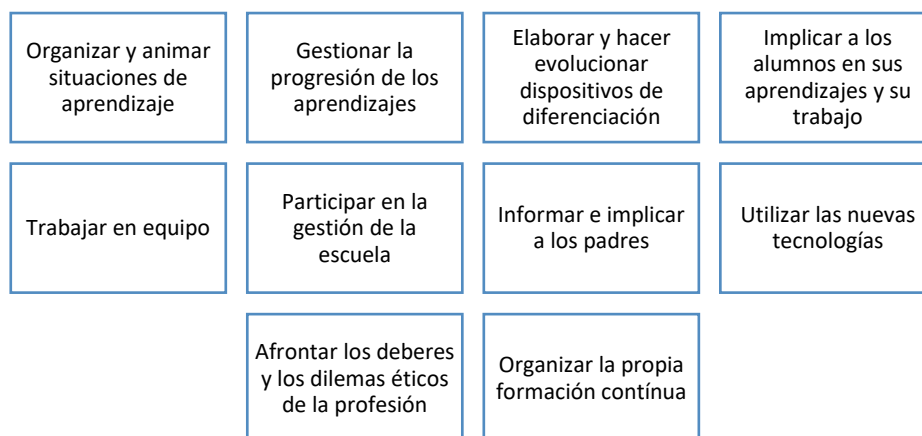 Organizar y animar
situaciones de
aprendizaje
Gestionar la
progresión de los
aprendizajes
Elaborar y hacer
evolucionar
dispositivos de
diferenciación
Implicar a los
alumnos en sus
aprendizajes y su
trabajo
Trabajar en equipo
Participar en la
gestión de la
escuela
Informar e implicar
a los padres
Utilizar las nuevas
tecnologías
Afrontar los deberes
y los dilemas éticos
de la profesión
Organizar la propia
formación contínua